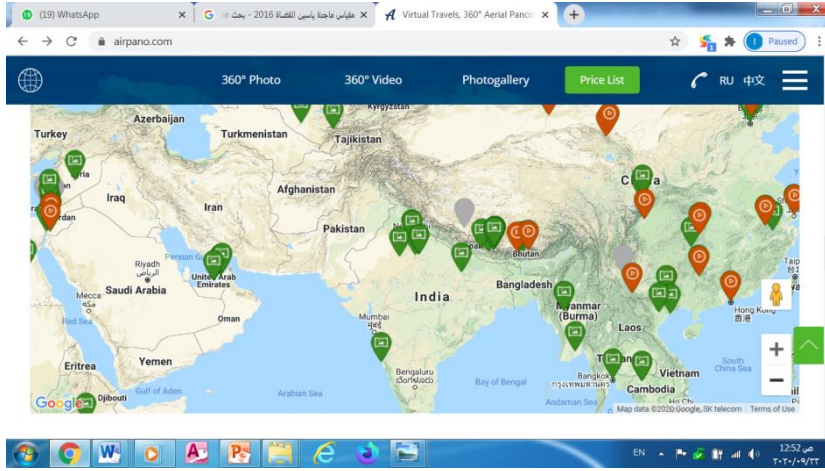 (19) WhatsApp
مقياس ماجدة ياسين القضاة 2016 - بحث
Virtual Travels, 360° Aerial Panor
airpano.com
Paused
360° Photo
360° Video
Photogallery
Price List
RU
中文
Azerbaijan
Kyrgyzstan
Turkey
Turkmenistan
Tajikistan
Afghanistan
Iraq
Iran
Pakistan
Bhutan
Riyadh
الرياض
United Arab
Emirates
Bangladesh
Mecca
مكة
Saudi Arabia
India
Myanmar
(Burma)
Hong Kong
香港
Red Sea
Oman
Mumbai
मुंबई
Laos
Eritrea
Yemen
Bengaluru
Bangkok
กรุงเทพมหานคร
Vietnam
South
China Sea
Djibouti
Gulf of Aden
Arabian Sea
Bay of Bengal
Cambodia
Andaman Sea
Google
Map data ©2020 Google, SK telecom
Terms of Use
EN
12:52 ص
٢٠٢٠/٠٩/٢٢